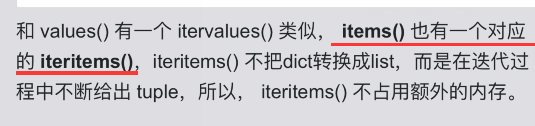 和 values() 有一个 itervalues() 类似， items() 也有一个对应
的 iteritems()，iteritems() 不把dict转换成list，而是在迭代过
程中不断给出 tuple，所以， iteritems() 不占用额外的内存。